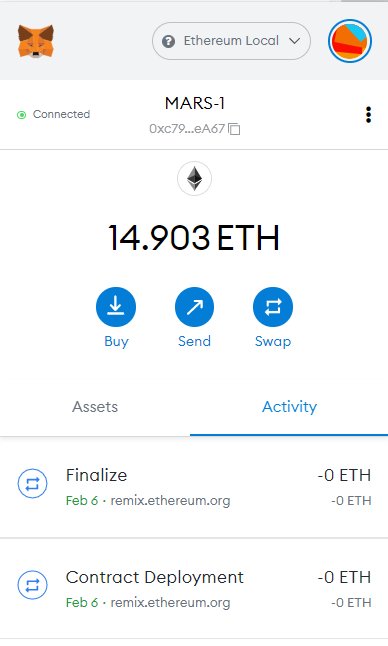 Ethereum Local
Connected
MARS-1
0xc79...eA67
14.903 ETH
Buy
Send
Swap
Assets
Activity
Finalize
-0 ETH
Feb 6 · remix.ethereum.org
-0 ETH
Contract Deployment
-0 ETH
Feb 6 · remix.ethereum.org
-0 ETH